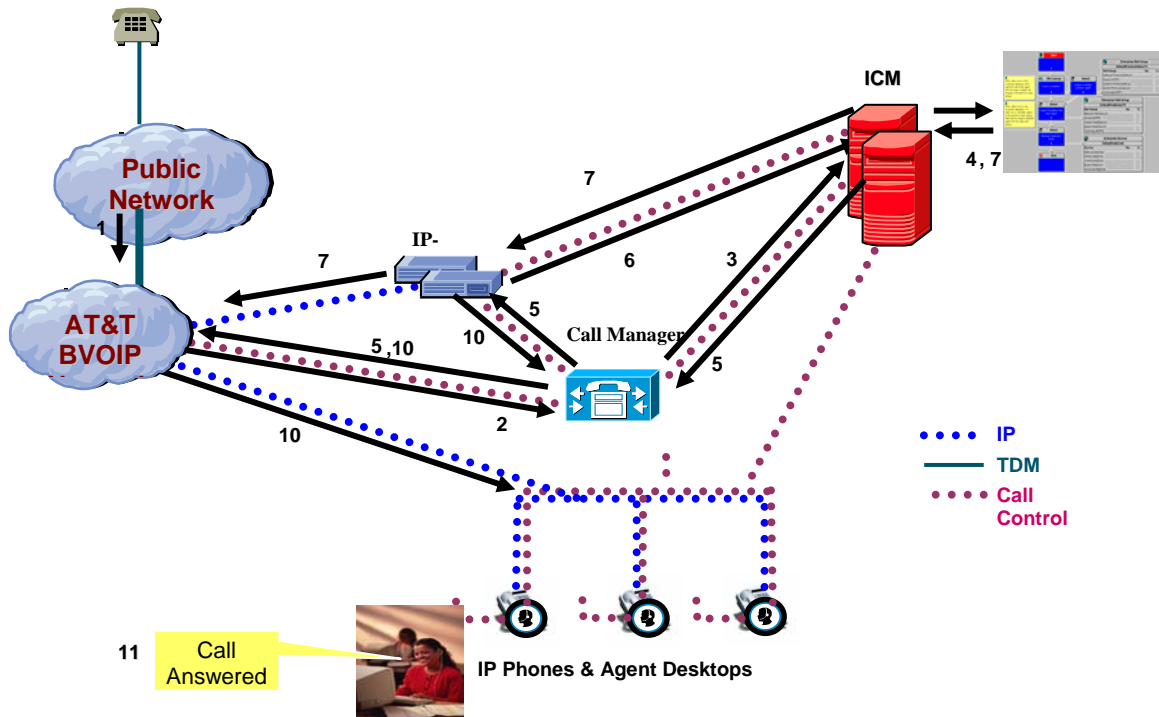 ICM
Public
Network
4, 7
7
1
IP-
6
3
7
5
AT&T
BVOIP
10
Call Manager
5 ,10
5
2
10
IP
TDM
Call
Control
11
Call
Answered
IP Phones & Agent Desktops